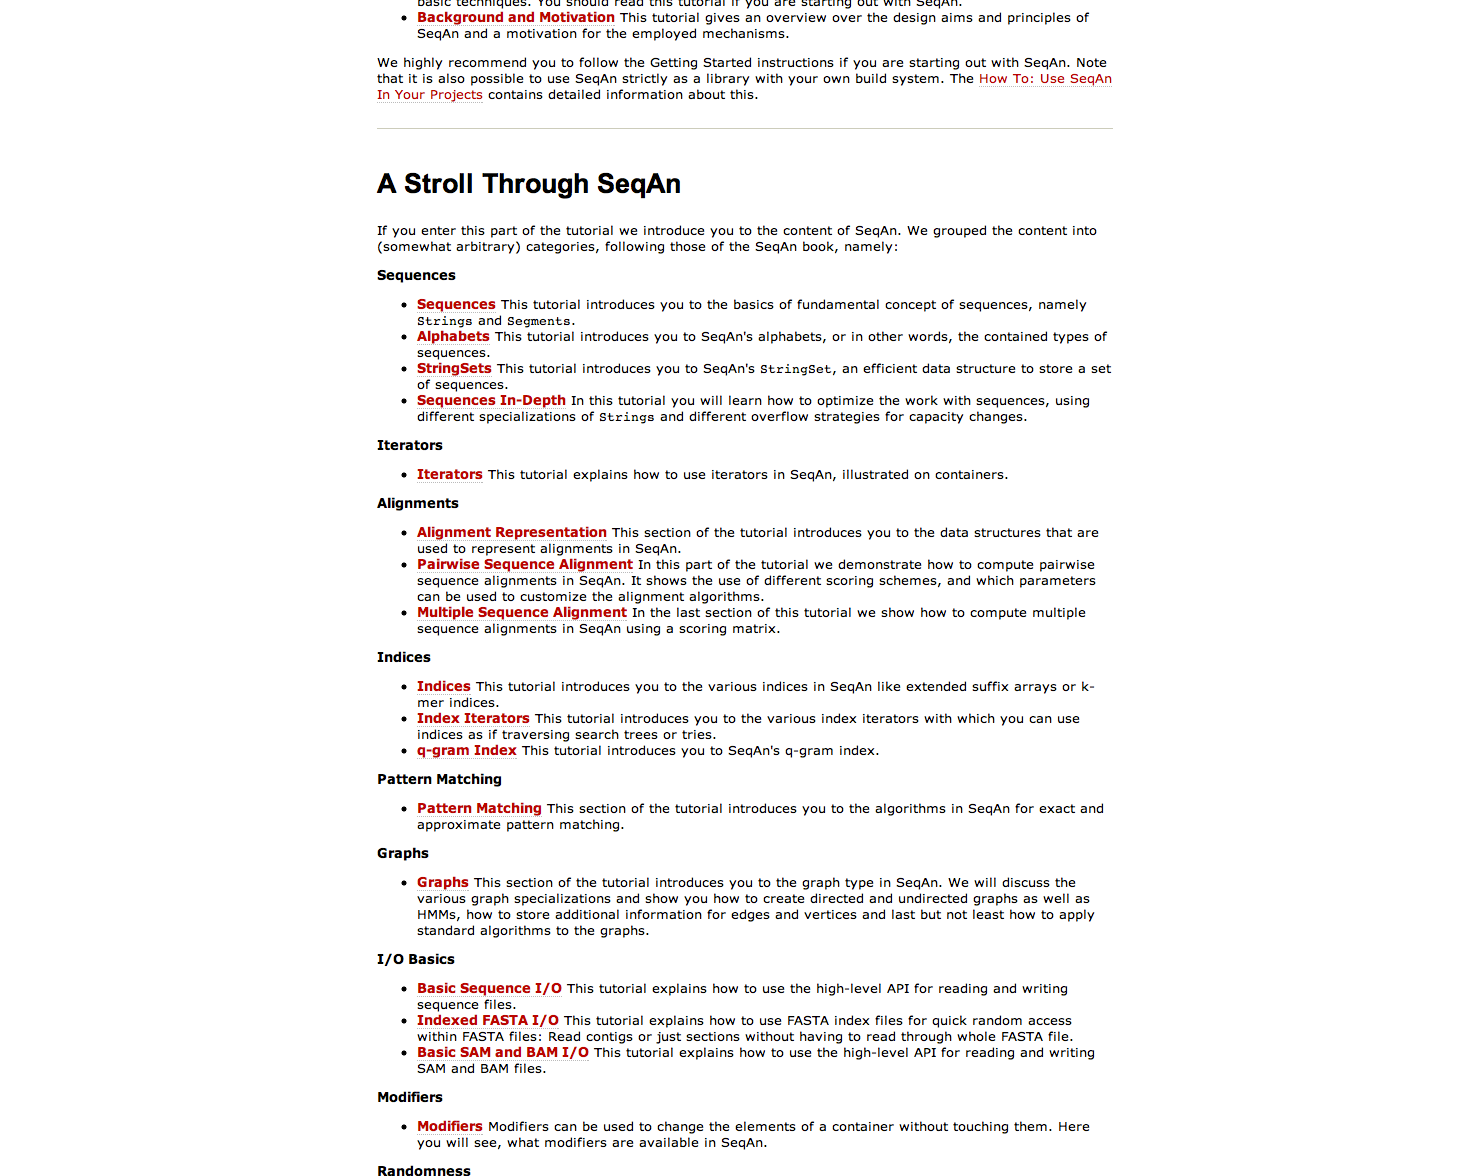 basic techniques. You should read this tutorial if you are starting out with SeqAn.
Background and Motivation This tutorial gives an overview over the design aims and principles of
SeqAn and a motivation for the employed mechanisms.
We highly recommend you to follow the Getting Started instructions if you are starting out with SeqAn. Note
that it is also possible to use SeqAn strictly as a library with your own build system. The How To: Use SeqAn
In Your Projects contains detailed information about this.
A Stroll Through SeqAn
If you enter this part of the tutorial we introduce you to the content of SeqAn. We grouped the content into
(somewhat arbitrary) categories, following those of the SeqAn book, namely:
Sequences
Sequences This tutorial introduces you to the basics of fundamental concept of sequences, namely
Strings and Segments.
Alphabets This tutorial introduces you to SeqAn's alphabets, or in other words, the contained types of
sequences.
StringSets This tutorial introduces you to SeqAn's StringSet, an efficient data structure to store a set
of sequences.
Sequences In-Depth In this tutorial you will learn how to optimize the work with sequences, using
different specializations of Strings and different overflow strategies for capacity changes.
Iterators
Iterators This tutorial explains how to use iterators in SeqAn, illustrated on containers.
Alignments
Alignment Representation This section of the tutorial introduces you to the data structures that are
used to represent alignments in SeqAn.
Pairwise Sequence Alignment In this part of the tutorial we demonstrate how to compute pairwise
sequence alignments in SeqAn. It shows the use of different scoring schemes, and which parameters
can be used to customize the alignment algorithms.
Multiple Sequence Alignment In the last section of this tutorial we show how to compute multiple
sequence alignments in SeqAn using a scoring matrix.
Indices
Indices This tutorial introduces you to the various indices in SeqAn like extended suffix arrays or k-
mer indices.
Index Iterators This tutorial introduces you to the various index iterators with which you can use
indices as if traversing search trees or tries.
q-gram Index This tutorial introduces you to SeqAn's q-gram index.
Pattern Matching
Pattern Matching This section of the tutorial introduces you to the algorithms in SeqAn for exact and
approximate pattern matching.
Graphs
Graphs This section of the tutorial introduces you to the graph type in SeqAn. We will discuss the
various graph specializations and show you how to create directed and undirected graphs as well as
HMMs, how to store additional information for edges and vertices and last but not least how to apply
standard algorithms to the graphs.
I/O Basics
Basic Sequence I/O This tutorial explains how to use the high-level API for reading and writing
sequence files.
Indexed FASTA I/O This tutorial explains how to use FASTA index files for quick random access
within FASTA files: Read contigs or just sections without having to read through whole FASTA file.
Basic SAM and BAM I/O This tutorial explains how to use the high-level API for reading and writing
SAM and BAM files.
Modifiers
Modifiers Modifiers can be used to change the elements of a container without touching them. Here
you will see, what modifiers are available in SeqAn.
Randomness